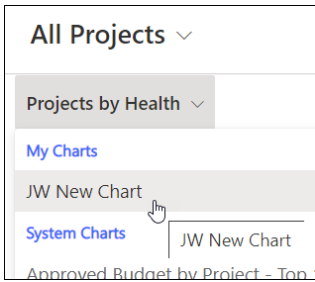 All Projects
Projects by Health
My Charts
JW New Chart
System Charts
JW New Chart
Approved Budget by Project - Top